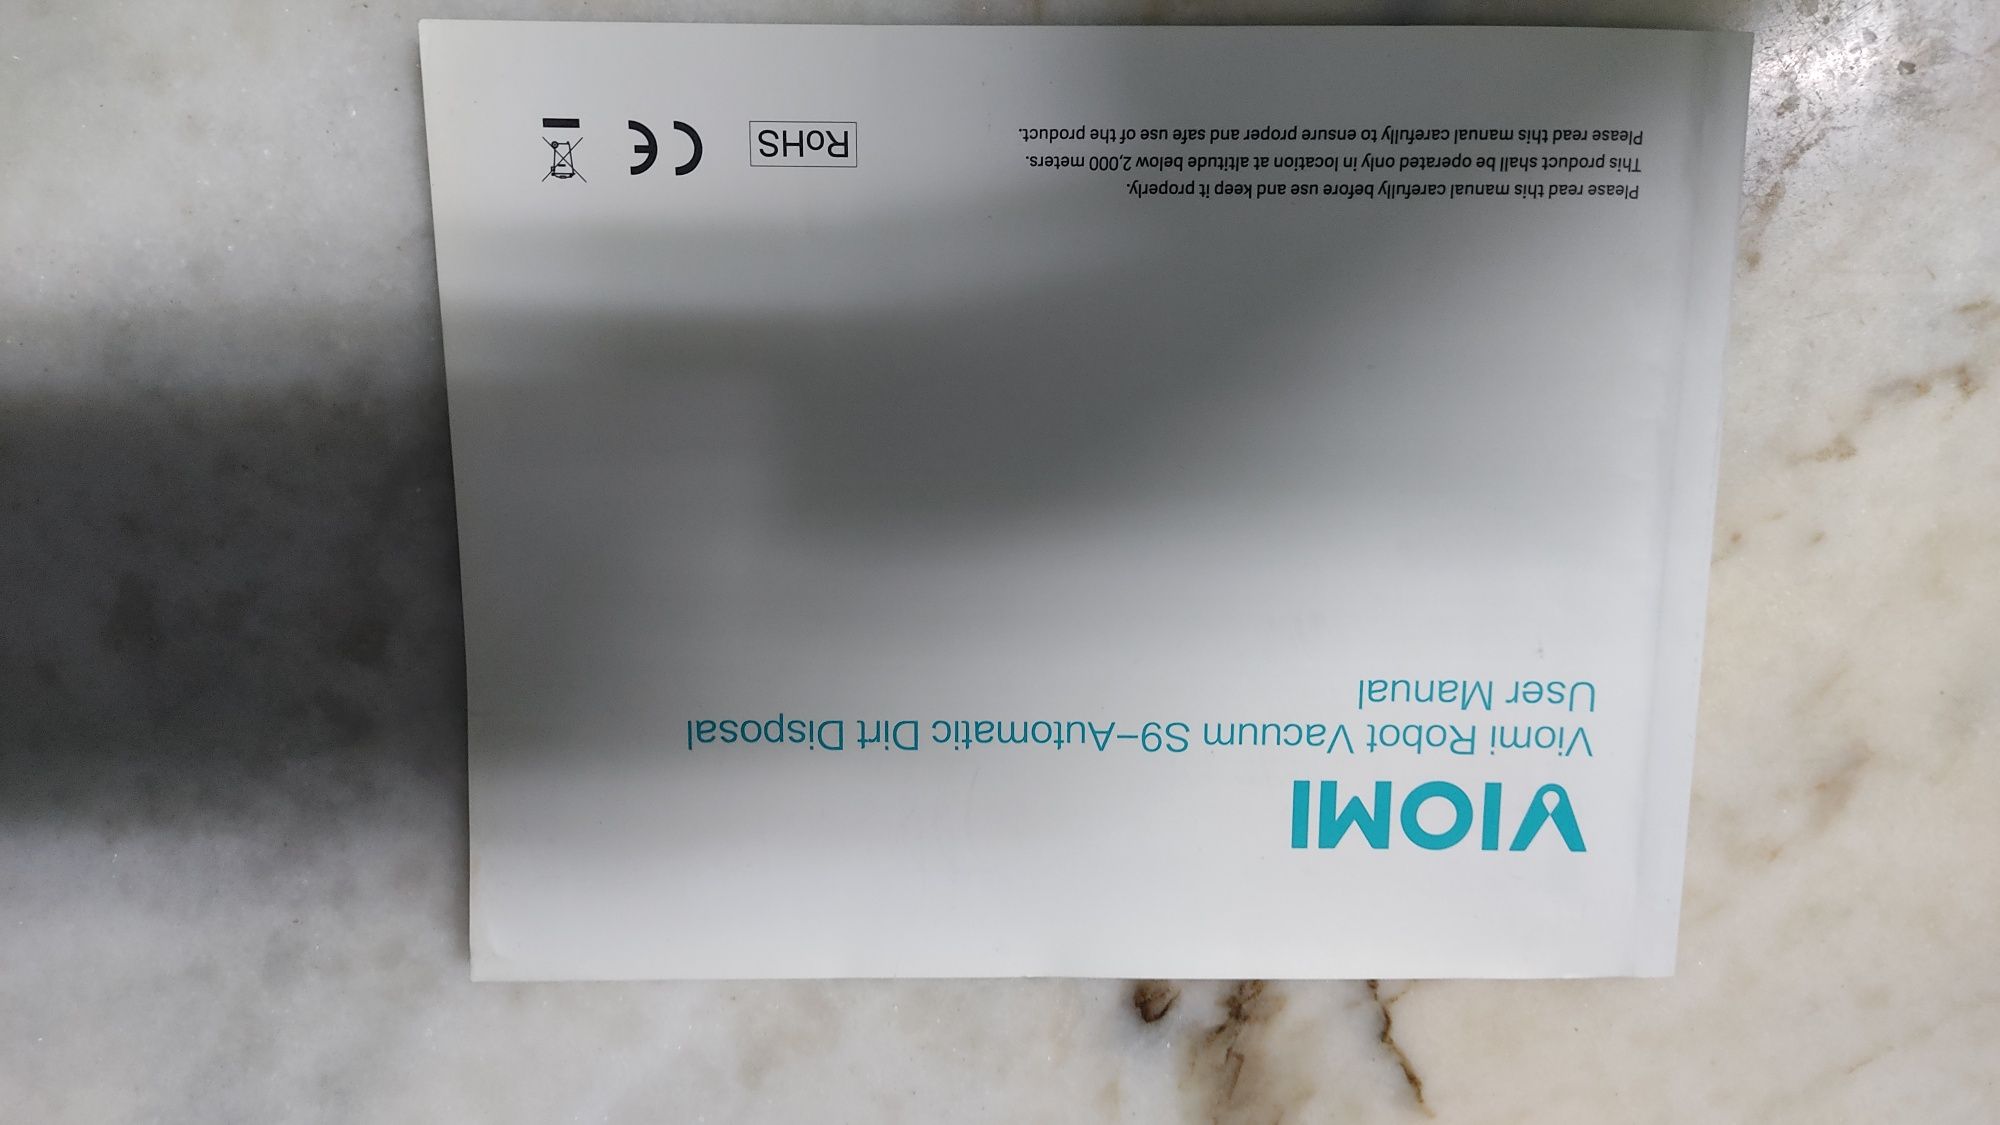 VIOMI
Viomi Robot Vacuum S9–Automatic Dirt Disposal
User Manual
Please read this manual carefully before use and keep it properly.
This product shall be operated only in location at altitude below 2,000 meters.
Please read this manual carefully to ensure proper and safe use of the product.
RoHS
CE